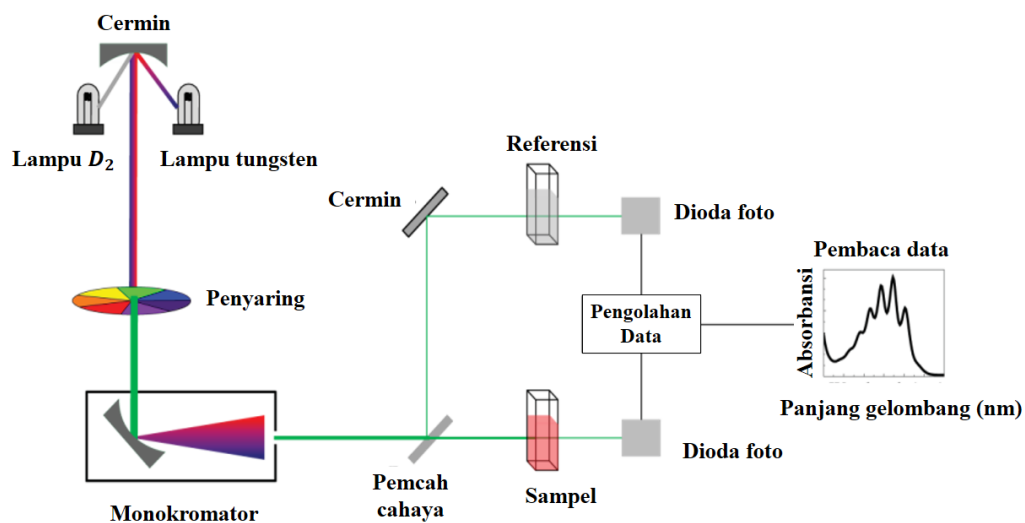 Cermin
Lampu D₂
Lampu tungsten
Penyaring
Monokromator
Cermin
Referensi
Dioda foto
Pemcah
cahaya
Sampel
Dioda foto
Pengolahan
Data
Pembaca data
Absorbansi
Panjang gelombang (nm)